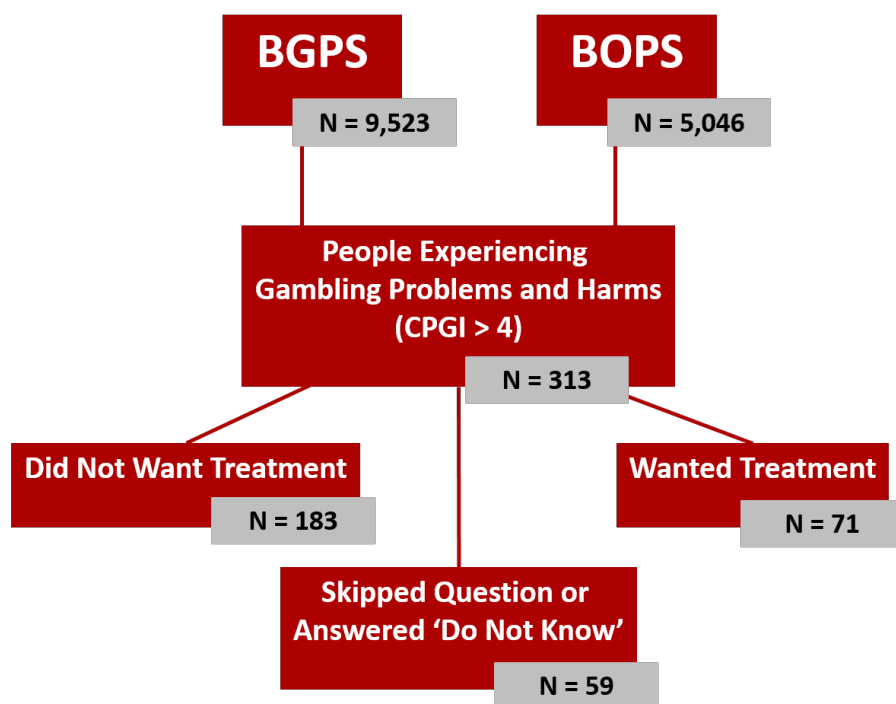 BGPS
N = 9,523
BOPS
N = 5,046
People Experiencing
Gambling Problems and Harms
(CPGI > 4)
N = 313
Did Not Want Treatment
N = 183
Wanted Treatment
N = 71
Skipped Question or
Answered ‘Do Not Know’
N = 59